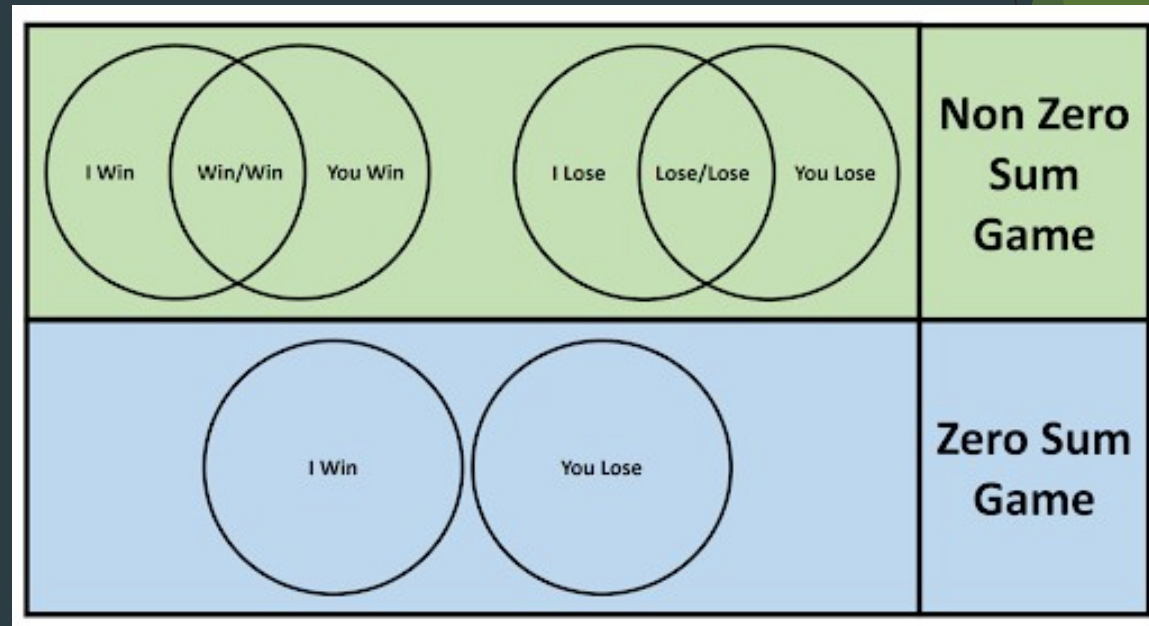 I Win
Win/Win
You Win
I Lose
Lose/Lose
You Lose
Non Zero
Sum
Game
I Win
You Lose
Zero Sum
Game